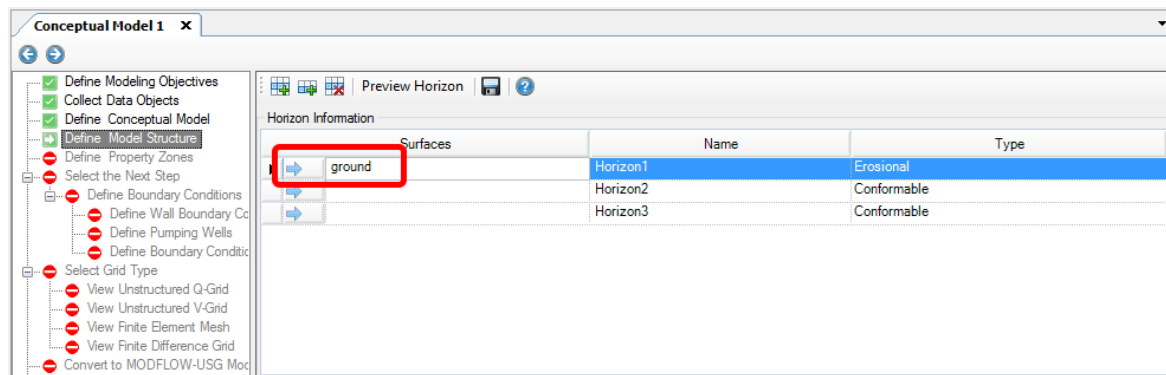 Conceptual Model 1 X
Define Modeling Objectives
Collect Data Objects
Define Conceptual Model
Define Model Structure
Define Property Zones
Select the Next Step
Define Boundary Conditions
Define Wall Boundary Cc
Define Pumping Wells
Define Boundary Conditic
Select Grid Type
View Unstructured Q-Grid
View Unstructured V-Grid
View Finite Element Mesh
View Finite Difference Grid
Convert to MODFLOW-USG Moc
Preview Horizon
Horizon Information
Surfaces Name Type
ground Horizon1 Erosional
Horizon2 Conformable
Horizon3 Conformable